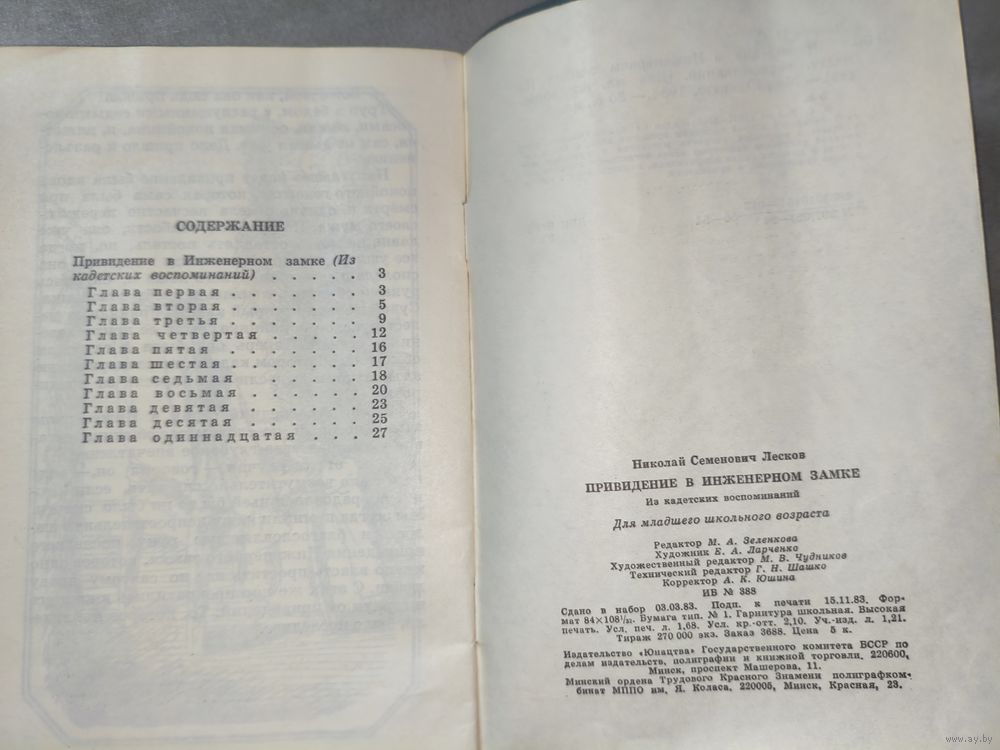 СОДЕРЖАНИЕ
Привидение в Инженерном замке (Из
кадетских воспоминаний) . . . . . 3
Глава первая . . . . . . . 3
Глава вторая . . . . . . . 5
Глава третья . . . . . . . 9
Глава четвертая . . . . . 12
Глава пятая . . . . . . . 16
Глава шестая . . . . . . 17
Глава седьмая . . . . . . 18
Глава восьмая . . . . . . 20
Глава девятая . . . . . . 23
Глава десятая . . . . . . 25
Глава одиннадцатая . . . 27
Николай Семенович Лесков
ПРИВИДЕНИЕ В ИНЖЕНЕРНОМ ЗАМКЕ
Из кадетских воспоминаний
Для младшего школьного возраста
Редактор М. А. Зеленкова
Художник Е. А. Ларченко
Художественный редактор М. В. Чудников
Технический редактор Г. Н. Шашко
Корректор А. К. Юшина
ИВ № 388
Сдано в набор 03.03.83. Подп. к печати 15.11.83. Фор-
мат 84×108¹/₃₂. Бумага тип. № 1. Гарнитура школьная. Высокая
печать. Усл. печ. л. 1,68. Усл. кр.-отт. 2,10. Уч.-изд. л. 1,21.
Тираж 270 000 экз. Заказ 3688. Цена 5 к.
Издательство «Юнацтва» Государственного комитета БССР по
делам издательств, полиграфии и книжной торговли. 220600,
Минск, проспект Машерова, 11.
Минский ордена Трудового Красного Знамени полиграфком-
бинат МППО им. Я. Коласа. 220005, Минск, Красная, 23.
www.ay.by